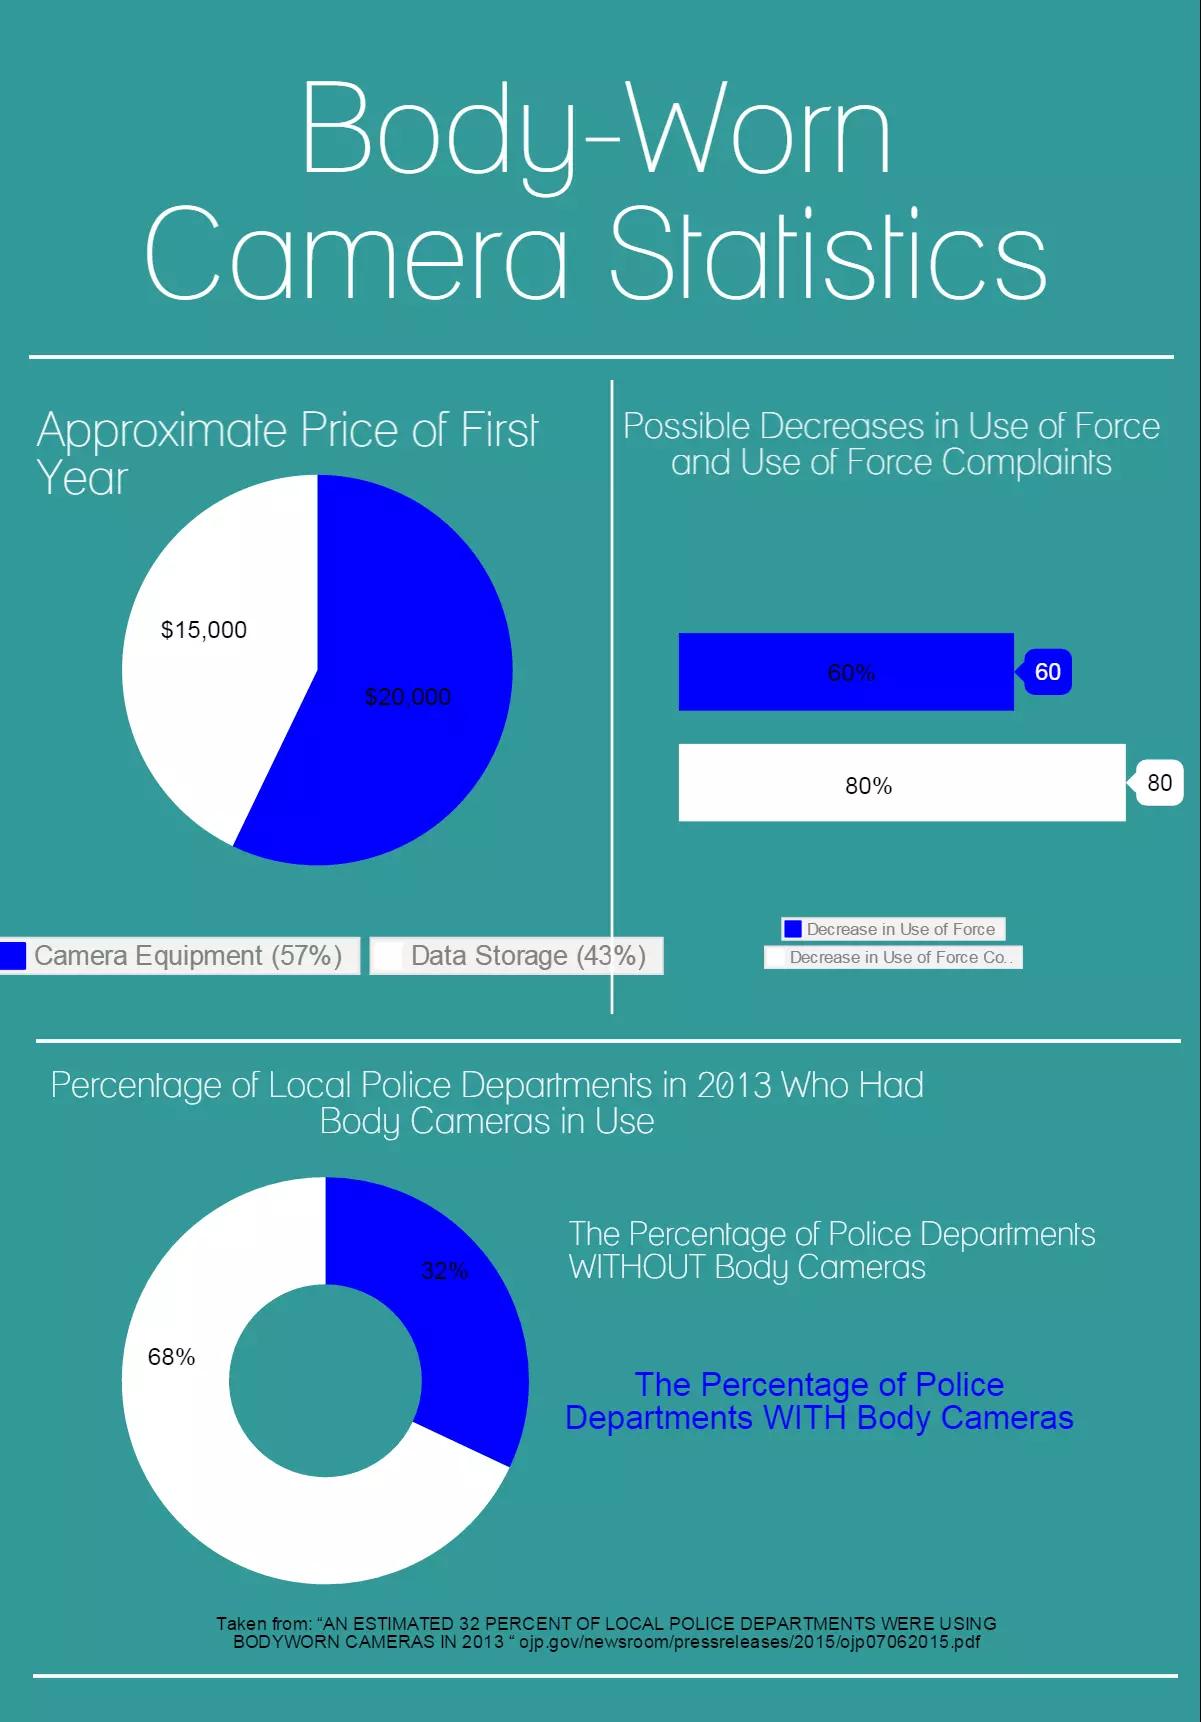 Body-Worn
Camera Statistics
Approximate Price of First
Year
$15,000
$20,000
Camera Equipment (57%)
Data Storage (43%)
Possible Decreases in Use of Force
and Use of Force Complaints
60%
60
80%
80
Decrease in Use of Force
Decrease in Use of Force Co..
Percentage of Local Police Departments in 2013 Who Had
Body Cameras in Use
32%
68%
The Percentage of Police Departments
WITHOUT Body Cameras
The Percentage of Police
Departments WITH Body Cameras
Taken from: “AN ESTIMATED 32 PERCENT OF LOCAL POLICE DEPARTMENTS WERE USING
BODYWORN CAMERAS IN 2013 “ ojp.gov/newsroom/pressreleases/2015/ojp07062015.pdf